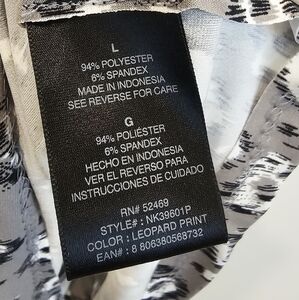 L
94% POLYESTER
6% SPANDEX
MADE IN INDONESIA
SEE REVERSE FOR CARE
G
94% POLIÉSTER
6% SPANDEX
HECHO EN INDONESIA
VER EL REVERSO PARA
INSTRUCCIONES DE CUIDADO
RN# 52469
STYLE#: NK39601P
COLOR: LEOPARD PRINT
EAN#: 8 806380568732